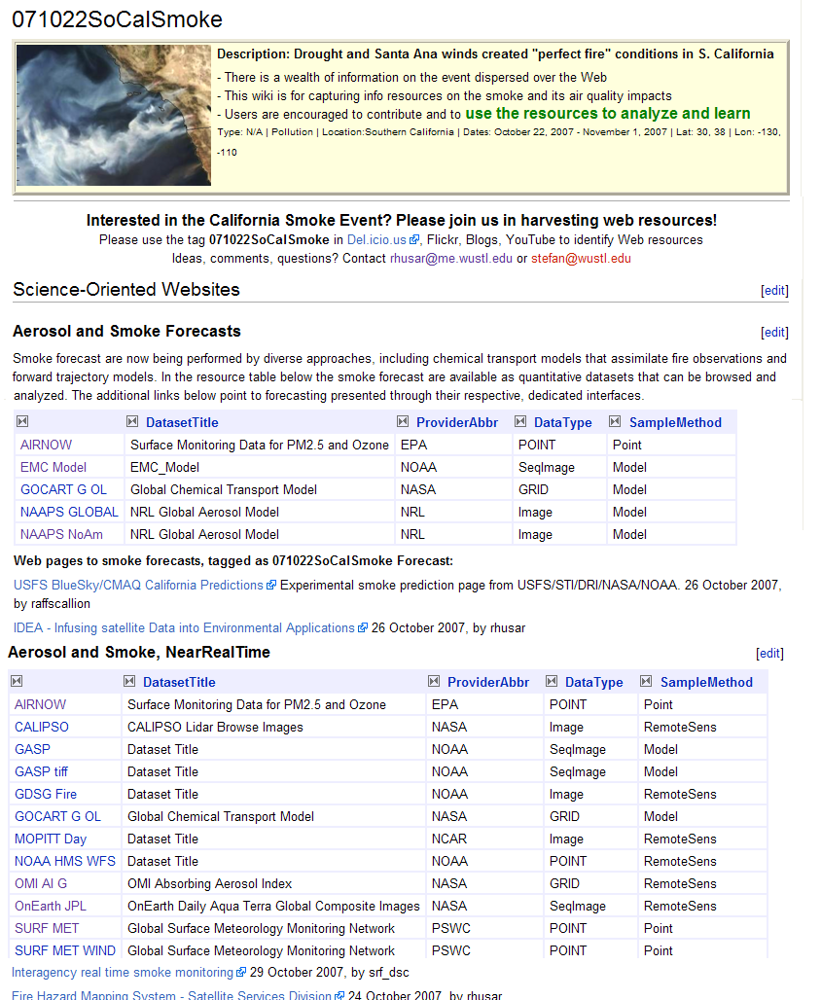 071022SoCalSmoke
Description: Drought and Santa Ana winds created "perfect fire" conditions in S. California
- There is a wealth of information on the event dispersed over the Web
- This wiki is for capturing info resources on the smoke and its air quality impacts
- Users are encouraged to contribute and to use the resources to analyze and learn
Type: N/A | Pollution | Location:Southern California | Dates: October 22, 2007 - November 1, 2007 | Lat: 30, 38 | Lon: -130,
-110
Interested in the California Smoke Event? Please join us in harvesting web resources!
Please use the tag 071022SoCalSmoke in Del.icio.us, Flickr, Blogs, YouTube to identify Web resources
Ideas, comments, questions? Contact rhusar@me.wustl.edu or stefan@wustl.edu
Science-Oriented Websites [edit]
Aerosol and Smoke Forecasts [edit]
Smoke forecast are now being performed by diverse approaches, including chemical transport models that assimilate fire observations and
forward trajectory models. In the resource table below the smoke forecast are available as quantitative datasets that can be browsed and
analyzed. The additional links below point to forecasting presented through their respective, dedicated interfaces.
DatasetTitle ProviderAbbr DataType SampleMethod
AIRNOW Surface Monitoring Data for PM2.5 and Ozone EPA POINT Point
EMC Model EMC_Model NOAA SeqImage Model
GOCART G OL Global Chemical Transport Model NASA GRID Model
NAAPS GLOBAL NRL Global Aerosol Model NRL Image Model
NAAPS NoAm NRL Global Aerosol Model NRL Image Model
Web pages to smoke forecasts, tagged as 071022SoCalSmoke Forecast:
USFS BlueSky/CMAQ California Predictions Experimental smoke prediction page from USFS/STI/DRI/NASA/NOAA. 26 October 2007,
by raffscallion
IDEA - Infusing satellite Data into Environmental Applications 26 October 2007, by rhusar
Aerosol and Smoke, NearRealTime [edit]
DatasetTitle ProviderAbbr DataType SampleMethod
AIRNOW Surface Monitoring Data for PM2.5 and Ozone EPA POINT Point
CALIPSO CALIPSO Lidar Browse Images NASA Image RemoteSens
GASP Dataset Title NOAA SeqImage Model
GASP tiff Dataset Title NOAA SeqImage Model
GDSG Fire Dataset Title NOAA Image RemoteSens
GOCART G OL Global Chemical Transport Model NASA GRID Model
MOPITT Day Dataset Title NCAR Image RemoteSens
NOAA HMS WFS Dataset Title NOAA POINT RemoteSens
OMI AI G OMI Absorbing Aerosol Index NASA GRID RemoteSens
OnEarth JPL OnEarth Daily Aqua Terra Global Composite Images NASA SeqImage RemoteSens
SURF MET Global Surface Meteorology Monitoring Network PSWC POINT Point
SURF MET WIND Global Surface Meteorology Monitoring Network PSWC POINT Point
Interagency real time smoke monitoring 29 October 2007, by srf_dsc
Fire Hazard Mapping System - Satellite Services Division 24 October 2007, by rhusar